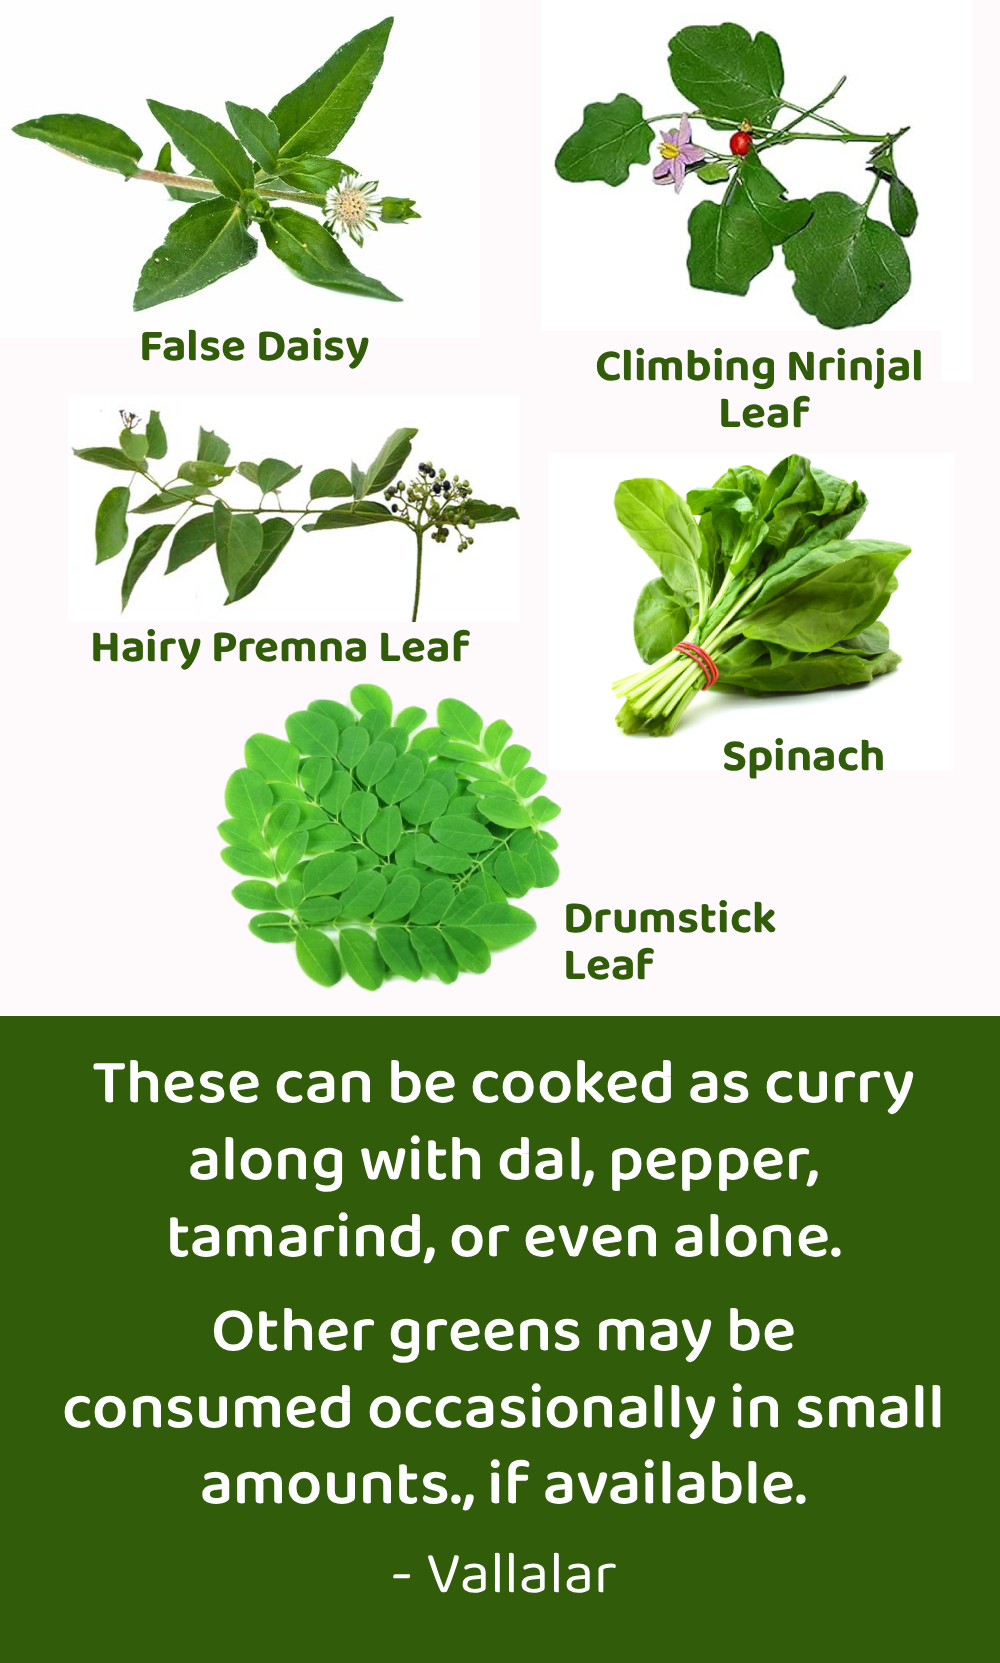 False Daisy
Climbing Nrinjal
Leaf
Hairy Premna Leaf
Spinach
Drumstick
Leaf
These can be cooked as curry
along with dal, pepper,
tamarind, or even alone.
Other greens may be
consumed occasionally in small
amounts., if available.
- Vallalar